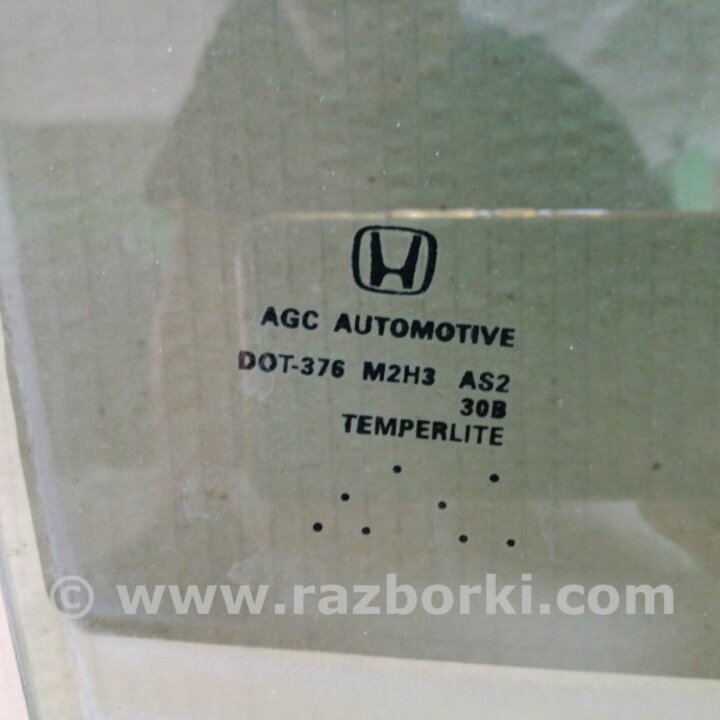 AGC AUTOMOTIVE
DOT-376 M2H3 AS2
30B
TEMPERLITE
© www.razborki.com